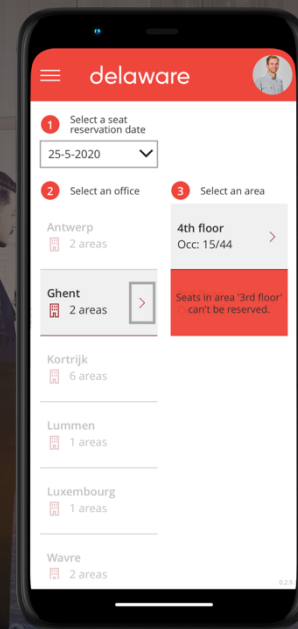 delaware
1 Select a seat
reservation date
25-5-2020
2 Select an office
3 Select an area
Antwerp
2 areas
Ghent
2 areas
Kortrijk
6 areas
Lummen
1 areas
Luxembourg
1 areas
Wavre
2 areas
4th floor
Occ: 15/44
Seats in area '3rd floor'
can't be reserved.